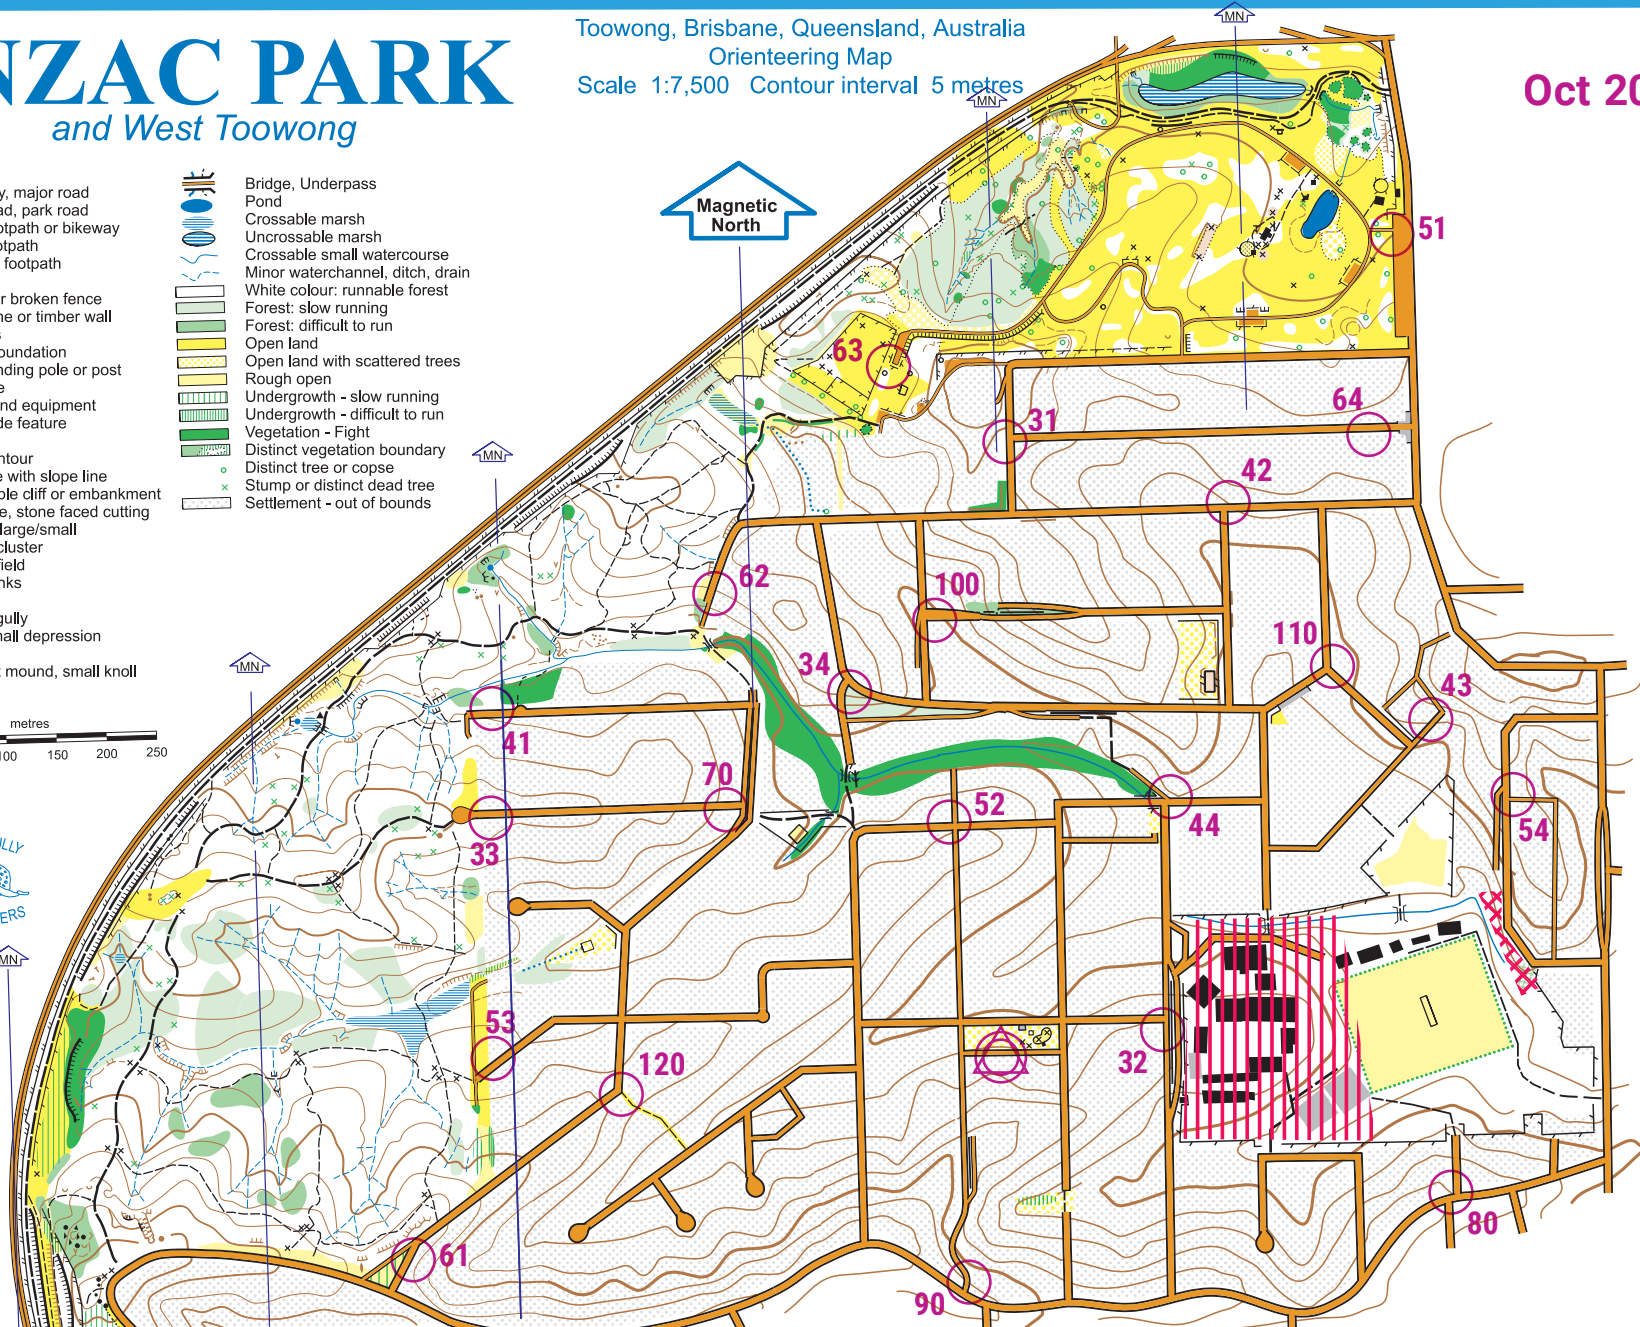 NZAC PARK
and West Toowong
Toowong, Brisbane, Queensland, Australia
Orienteering Map
Scale 1:7,500 Contour interval 5 metres
Oct 20
MN
MN
Magnetic
North
y, major road
ad, park road
otpath or bikeway
otpath
footpath
r broken fence
ne or timber wall
s
oundation
nding pole or post
e
nd equipment
de feature
ntour
e with slope line
ble cliff or embankment
e, stone faced cutting
large/small
cluster
field
nks
gully
nall depression
t mound, small knoll
Bridge, Underpass
Pond
Crossable marsh
Uncrossable marsh
Crossable small watercourse
Minor waterchannel, ditch, drain
White colour: runnable forest
Forest: slow running
Forest: difficult to run
Open land
Open land with scattered trees
Rough open
Undergrowth - slow running
Undergrowth - difficult to run
Vegetation - Fight
Distinct vegetation boundary
Distinct tree or copse
Stump or distinct dead tree
Settlement - out of bounds
metres
100 150 200 250
MN
MN
MN
LLY
ERS
51
63
31
64
42
62
100
110
34
43
41
70
52
44
54
33
53
120
32
61
80
90